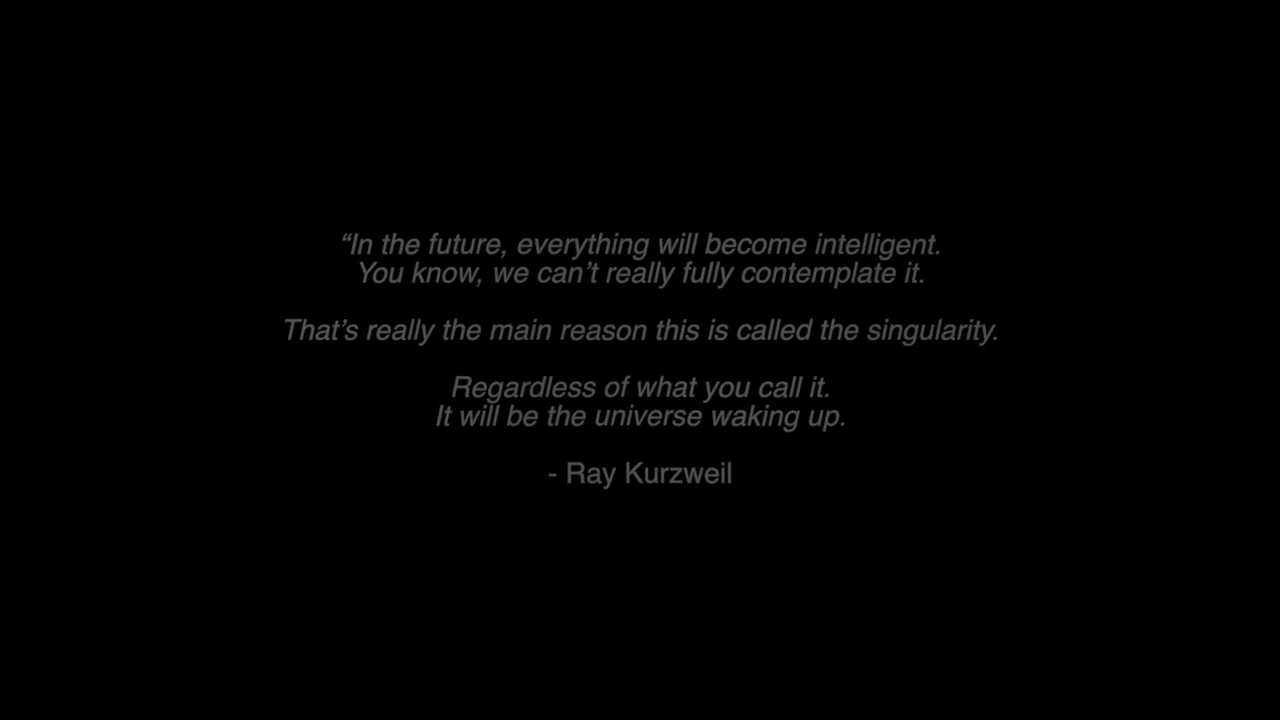 “In the future, everything will become intelligent.
You know, we can’t really fully contemplate it.
That’s really the main reason this is called the singularity.
Regardless of what you call it.
It will be the universe waking up.
- Ray Kurzweil